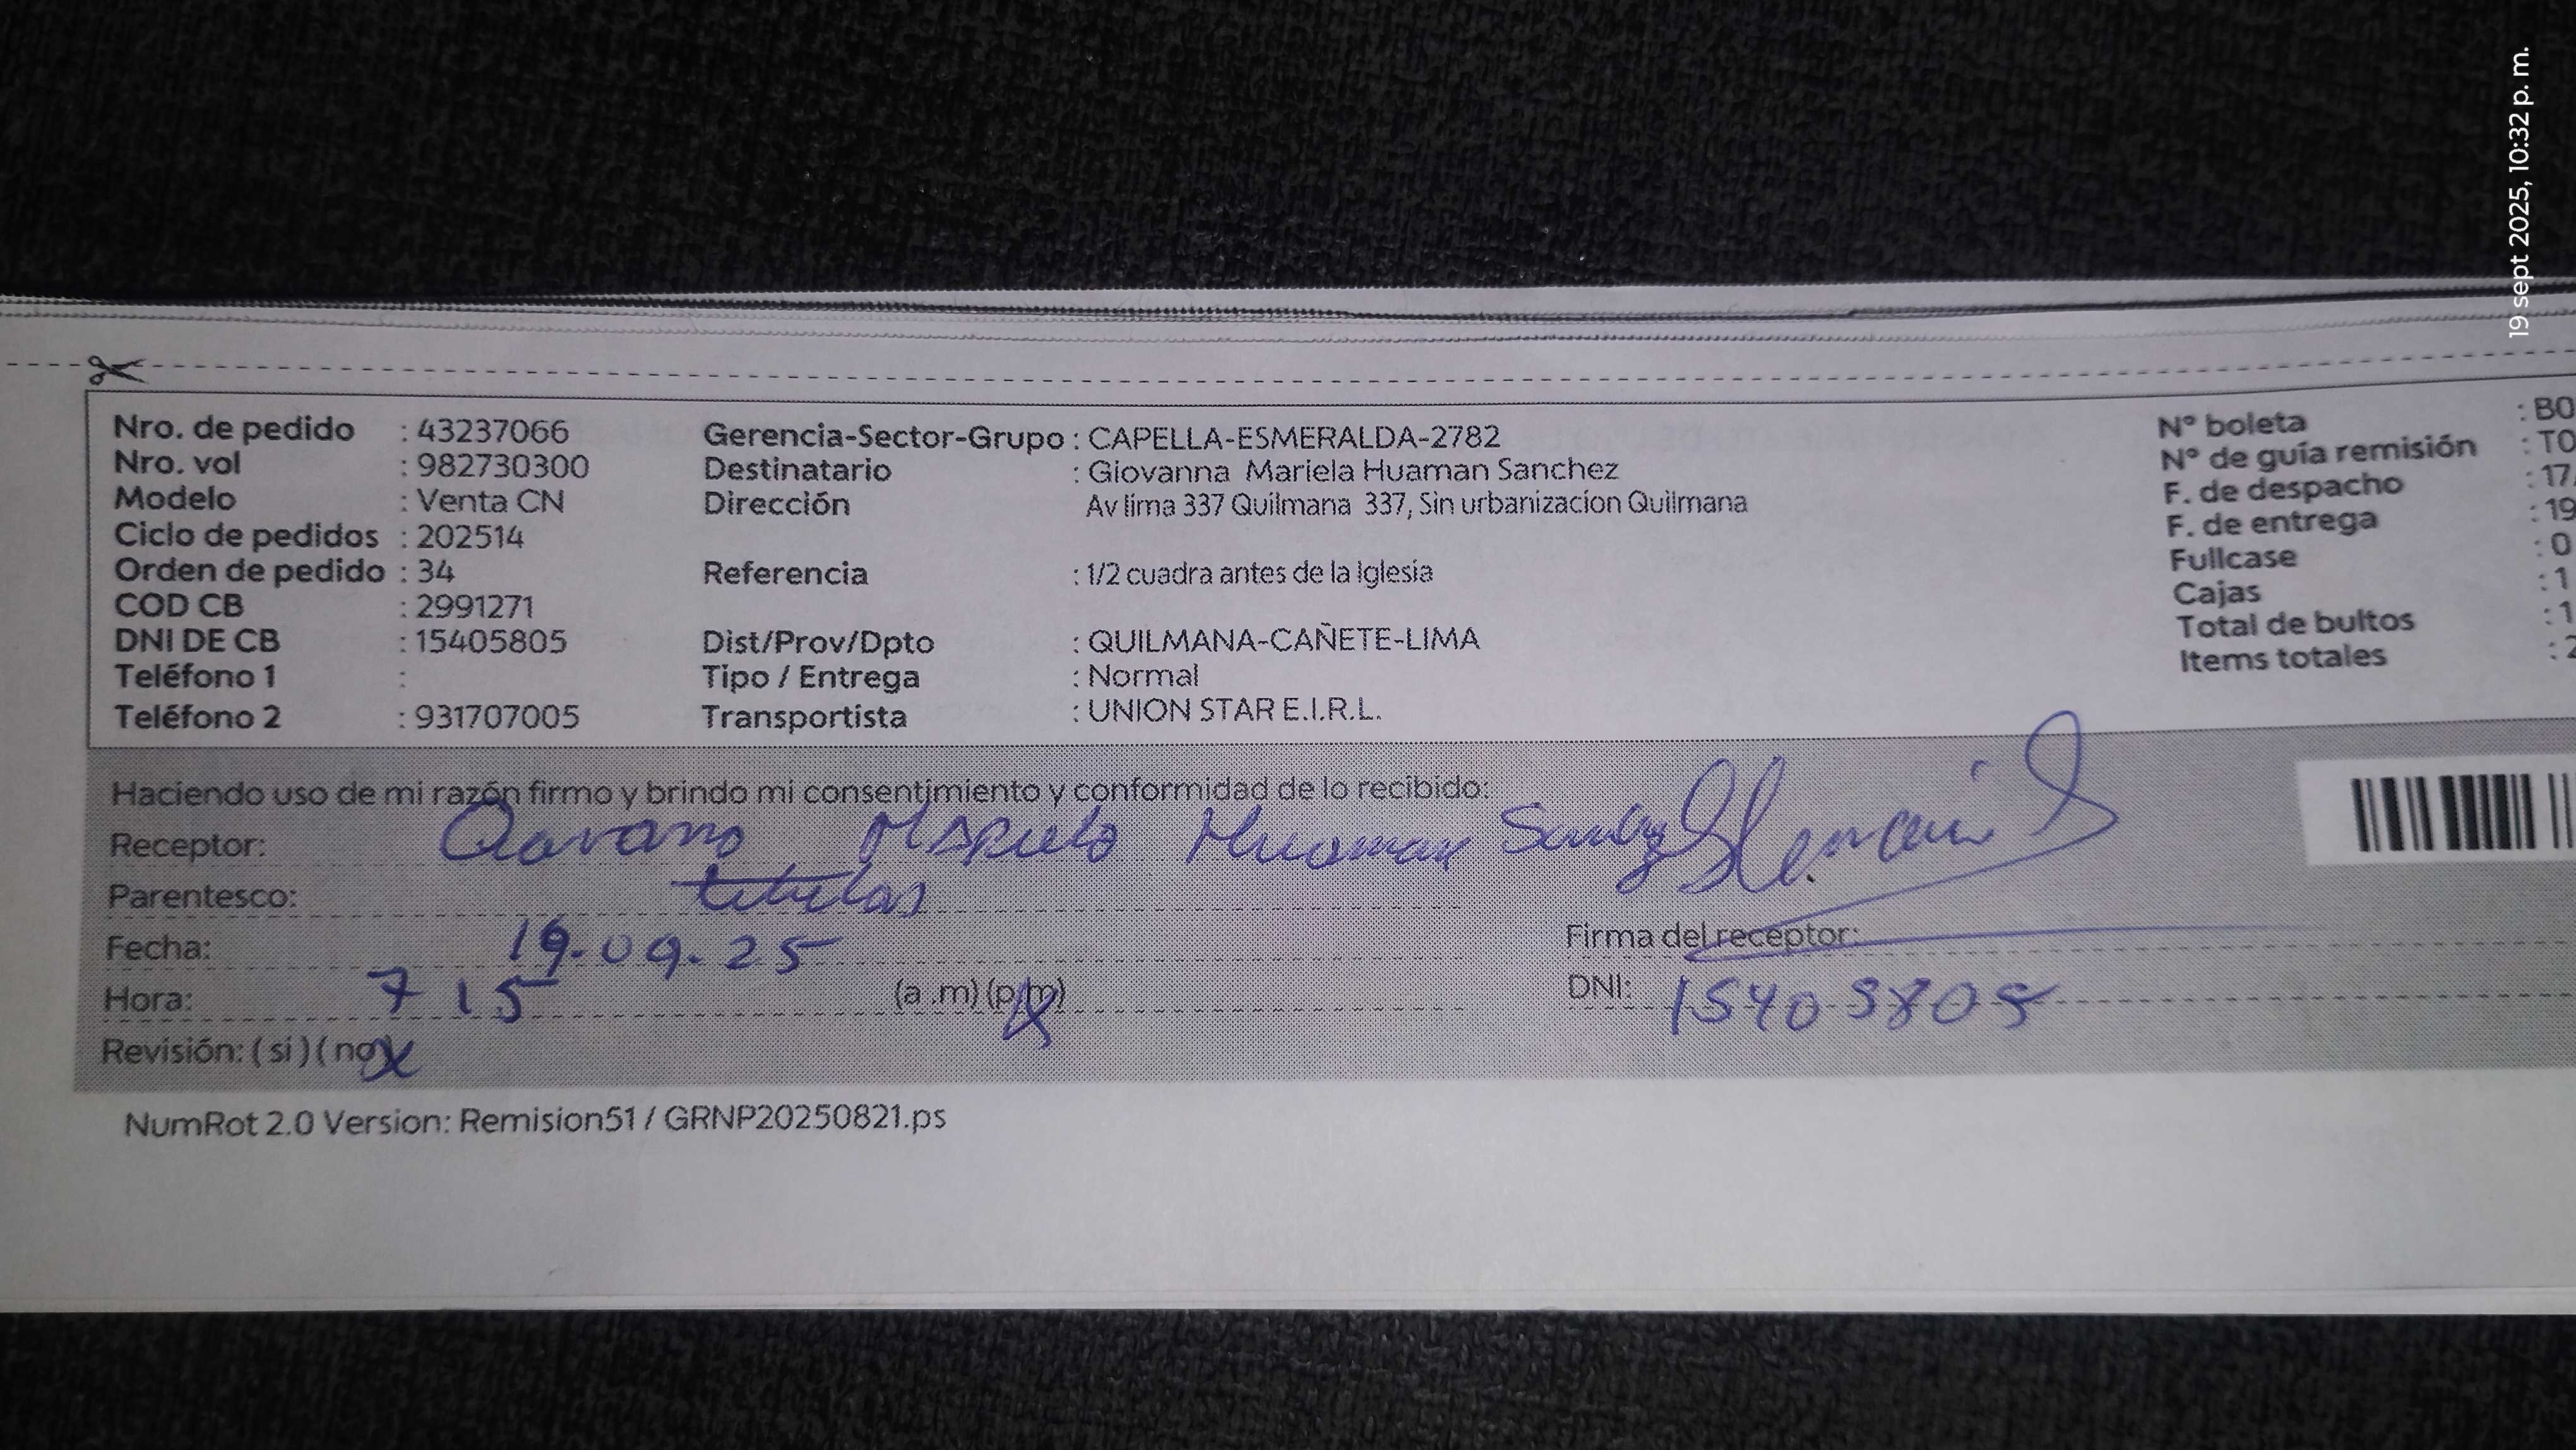 19 sept 2025, 10:32 p. m.
Nro. de pedido : 43237066
Nro. vol : 982730300
Modelo : Venta CN
Ciclo de pedidos : 202514
Orden de pedido : 34
COD CB : 2991271
DNI DE CB : 15405805
Teléfono 1 :
Teléfono 2 : 931707005
Gerencia-Sector-Grupo : CAPELLA-ESMERALDA-2782
Destinatario : Giovanna Mariela Huaman Sanchez
Dirección Av lima 337 Quilmana 337, Sin urbanizacion Quilmana
Referencia : 1/2 cuadra antes de la Iglesia
Dist/Prov/Dpto : QUILMANA-CAÑETE-LIMA
Tipo / Entrega : Normal
Transportista : UNION STAR E.I.R.L.
N° boleta : B0
N° de guía remisión : T0
F. de despacho : 17
F. de entrega : 19
Fullcase : 0
Cajas : 1
Total de bultos : 1
Items totales : 2
Haciendo uso de mi razón firmo y brindo mi consentimiento y conformidad de lo recibido:
Receptor: Huaman
Parentesco: titular
Fecha: 19.09.25
Hora: 7 15 (a .m) (p.m)
Revisión: ( si ) ( no )
Firma del receptor:
DNI: 15405805
NumRot 2.0 Version: Remision51 / GRNP20250821.ps